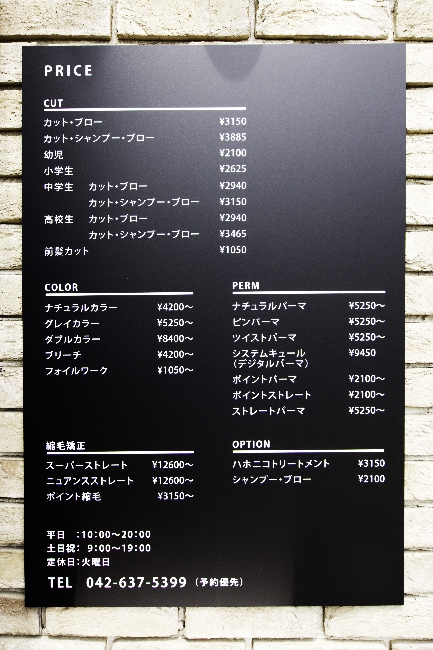 PRICE
CUT
カット・ブロー ¥3150
カット・シャンプー・ブロー ¥3885
幼児 ¥2100
小学生 ¥2625
中学生 カット・ブロー ¥2940
カット・シャンプー・ブロー ¥3150
高校生 カット・ブロー ¥2940
カット・シャンプー・ブロー ¥3465
前髪カット ¥1050
COLOR
ナチュラルカラー ¥4200～
グレイカラー ¥5250～
ダブルカラー ¥8400～
ブリーチ ¥4200～
フォイルワーク ¥1050～
PERM
ナチュラルパーマ ¥5250～
ピンパーマ ¥5250～
ツイストパーマ ¥5250～
システムキュール ¥9450
（デジタルパーマ）
ポイントパーマ ¥2100～
ポイントストレート ¥2100～
ストレートパーマ ¥5250～
縮毛矯正
スーパーストレート ¥12600～
ニュアンスストレート ¥12600～
ポイント縮毛 ¥3150～
OPTION
ハホニコトリートメント ¥3150
シャンプー・ブロー ¥2100
平日 :10:00～20:00
土日祝: 9:00～19:00
定休日:火曜日
TEL 042-637-5399（予約優先）